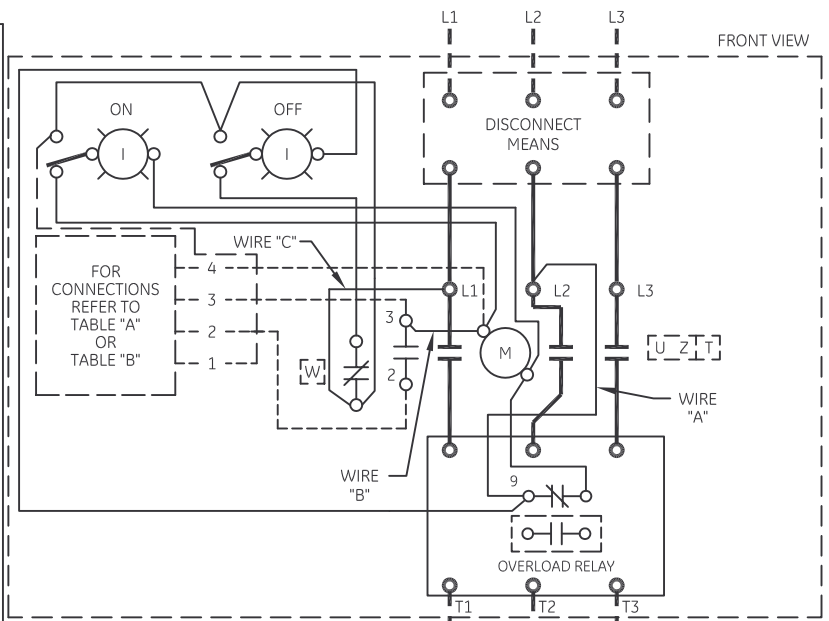 L1 L2 L3
FRONT VIEW
ON OFF
DISCONNECT
MEANS
I I
WIRE "C"
FOR
CONNECTIONS
REFER TO
TABLE "A"
OR
TABLE "B"
4
3
2
1
L1 L2 L3
3
M
U Z T
W
2
WIRE
"A"
WIRE
"B"
9
OVERLOAD RELAY
T1 T2 T3